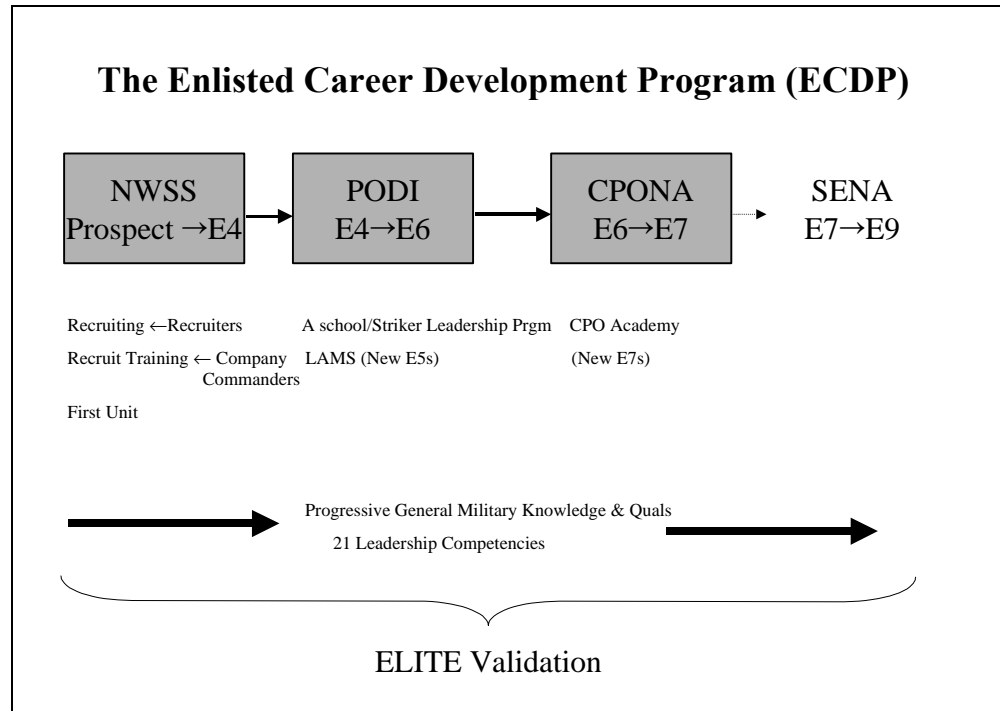 The Enlisted Career Development Program (ECDP)
NWSS
Prospect →E4
PODI
E4→E6
CPONA
E6→E7
SENA
E7→E9
Recruiting ←Recruiters
Recruit Training ← Company
Commanders
First Unit
A school/Striker Leadership Prgm
LAMS (New E5s)
CPO Academy
(New E7s)
Progressive General Military Knowledge & Quals
21 Leadership Competencies
ELITE Validation